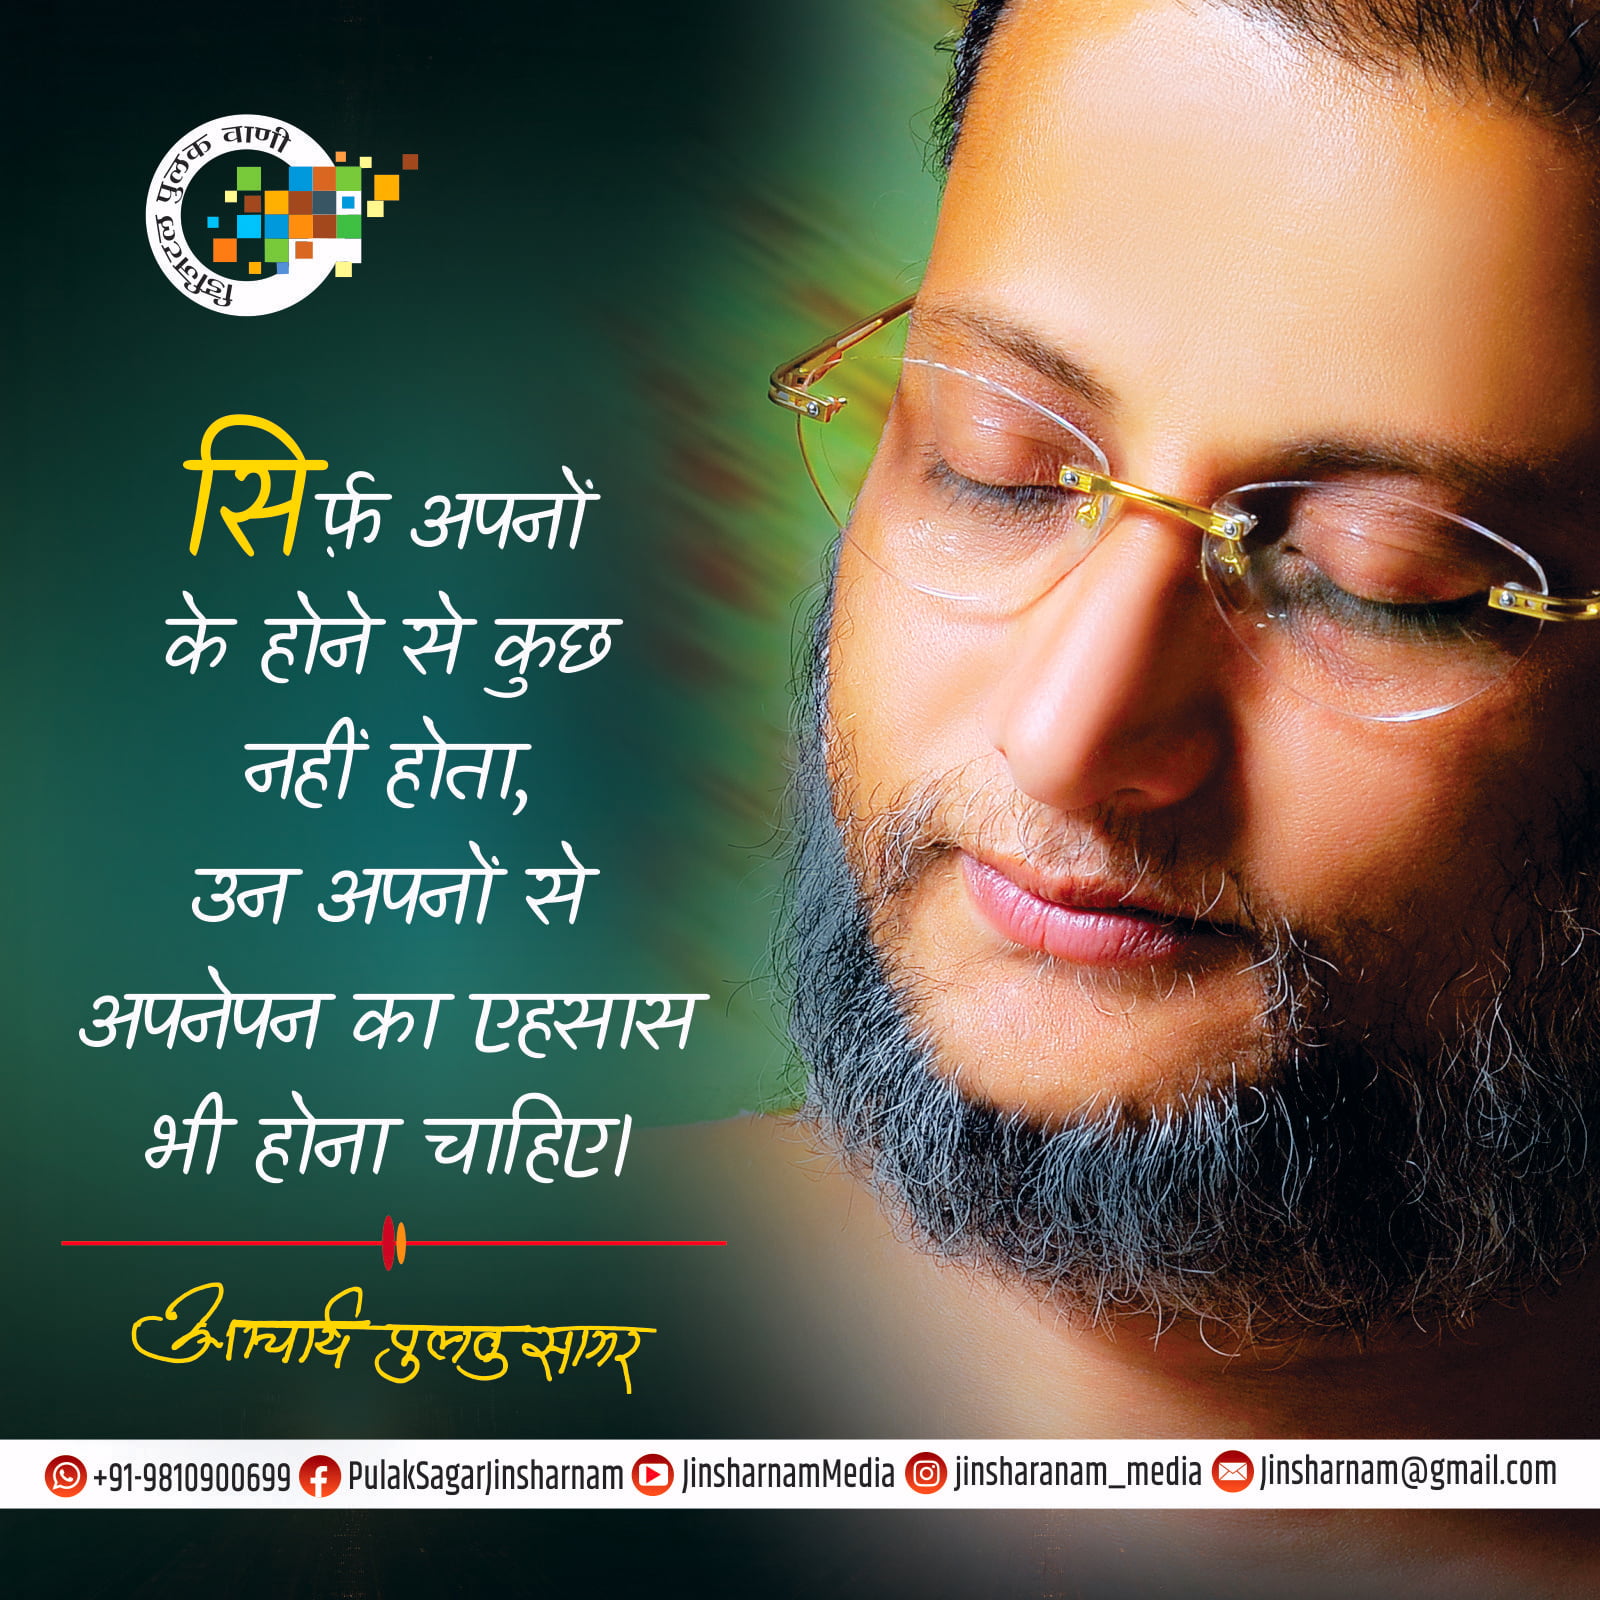 डिजिटल पुलक वाणी
सिर्फ़ अपनों
के होने से कुछ
नहीं होता,
उन अपनों से
अपनेपन का एहसास
भी होना चाहिए।
आचार्य पुलक सागर
+91-9810900699 PulakSagarJinsharnam JinsharnamMedia jinsharanam_media Jinsharnam@gmail.com